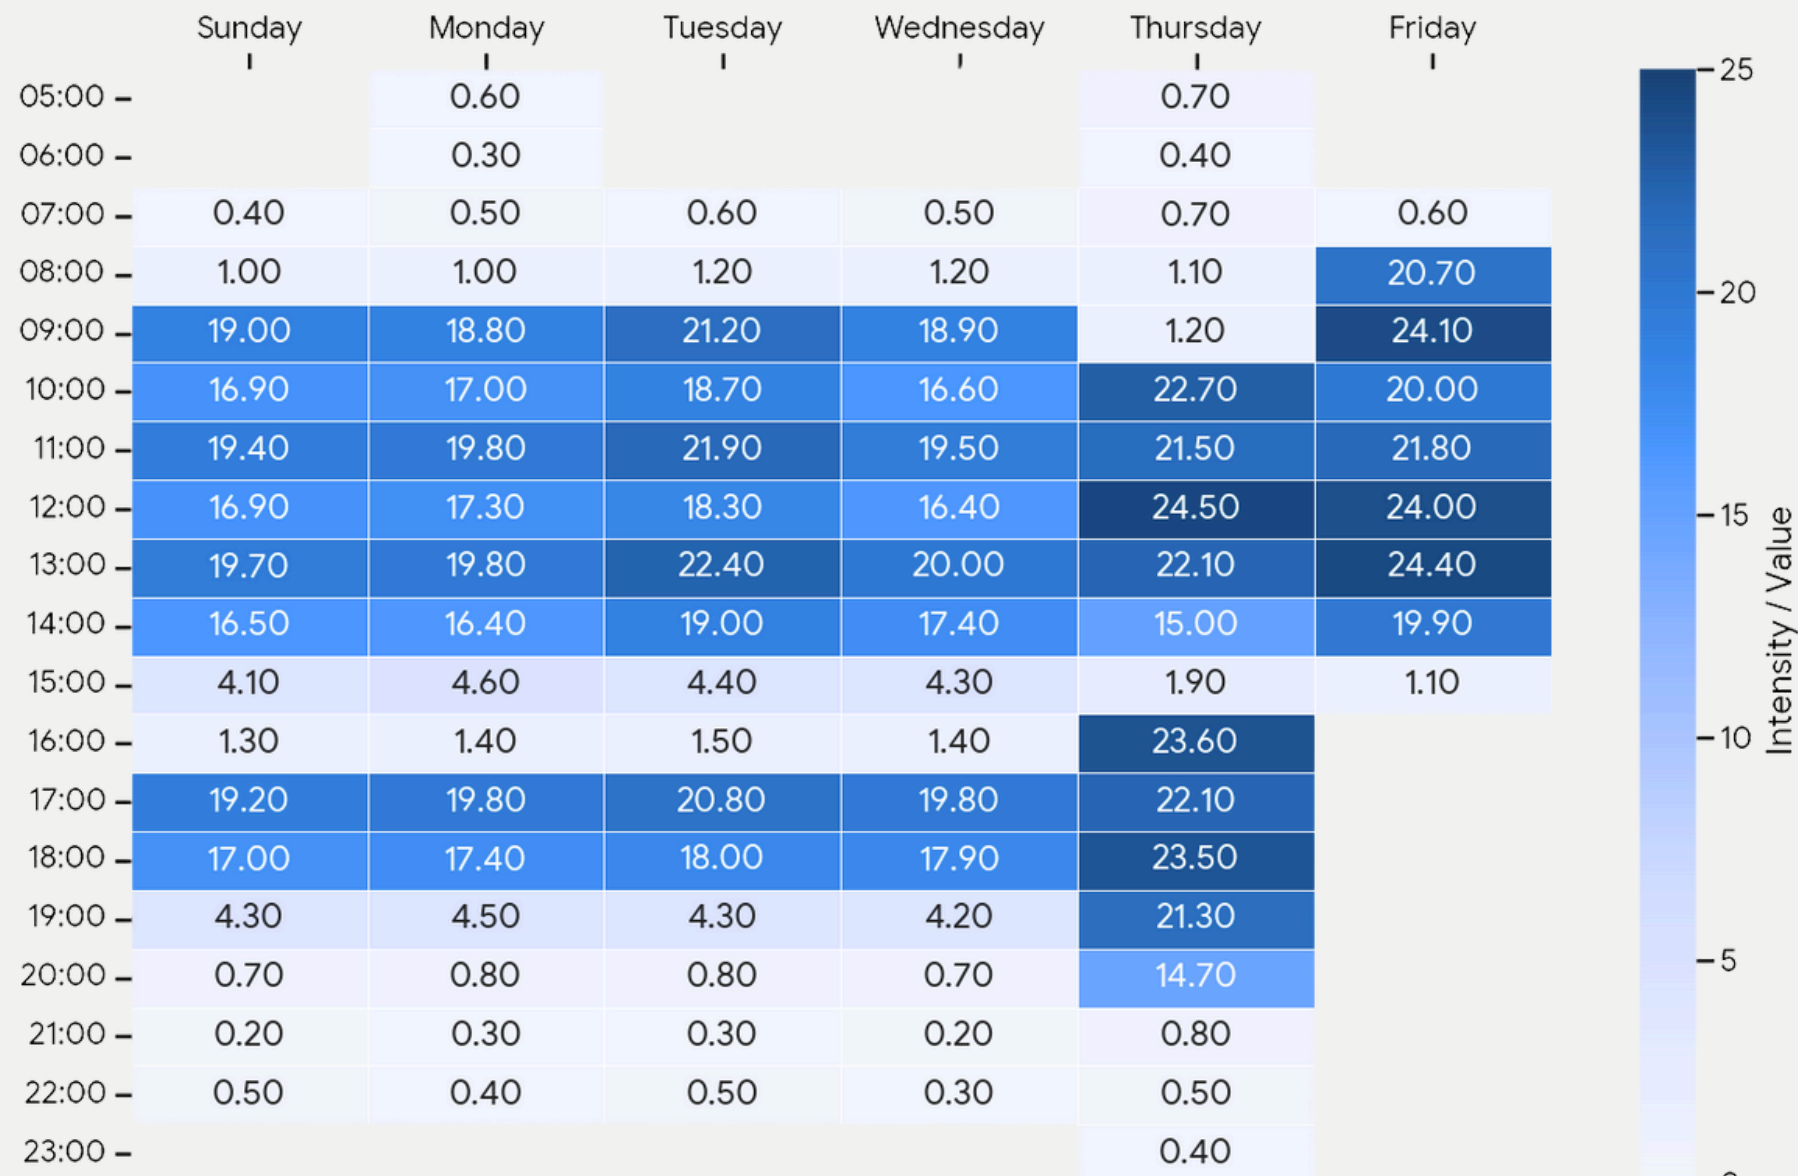 Sunday Monday Tuesday Wednesday Thursday Friday
05:00 0.60 0.70
06:00 0.30 0.40
07:00 0.40 0.50 0.60 0.50 0.70 0.60
08:00 1.00 1.00 1.20 1.20 1.10 20.70
09:00 19.00 18.80 21.20 18.90 1.20 24.10
10:00 16.90 17.00 18.70 16.60 22.70 20.00
11:00 19.40 19.80 21.90 19.50 21.50 21.80
12:00 16.90 17.30 18.30 16.40 24.50 24.00
13:00 19.70 19.80 22.40 20.00 22.10 24.40
14:00 16.50 16.40 19.00 17.40 15.00 19.90
15:00 4.10 4.60 4.40 4.30 1.90 1.10
16:00 1.30 1.40 1.50 1.40 23.60
17:00 19.20 19.80 20.80 19.80 22.10
18:00 17.00 17.40 18.00 17.90 23.50
19:00 4.30 4.50 4.30 4.20 21.30
20:00 0.70 0.80 0.80 0.70 14.70
21:00 0.20 0.30 0.30 0.20 0.80
22:00 0.50 0.40 0.50 0.30 0.50
23:00 0.40
25
20
15
10
5
Intensity / Value